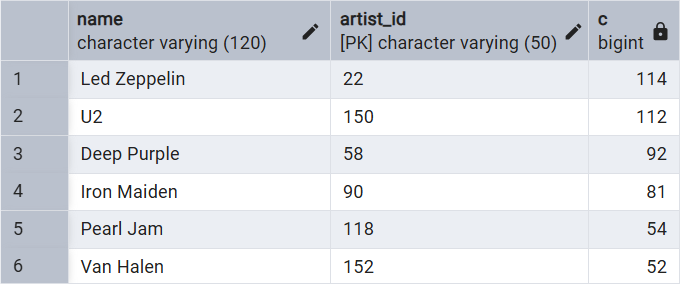 name artist_id c
character varying (120) [PK] character varying (50) bigint
1 Led Zeppelin 22 114
2 U2 150 112
3 Deep Purple 58 92
4 Iron Maiden 90 81
5 Pearl Jam 118 54
6 Van Halen 152 52